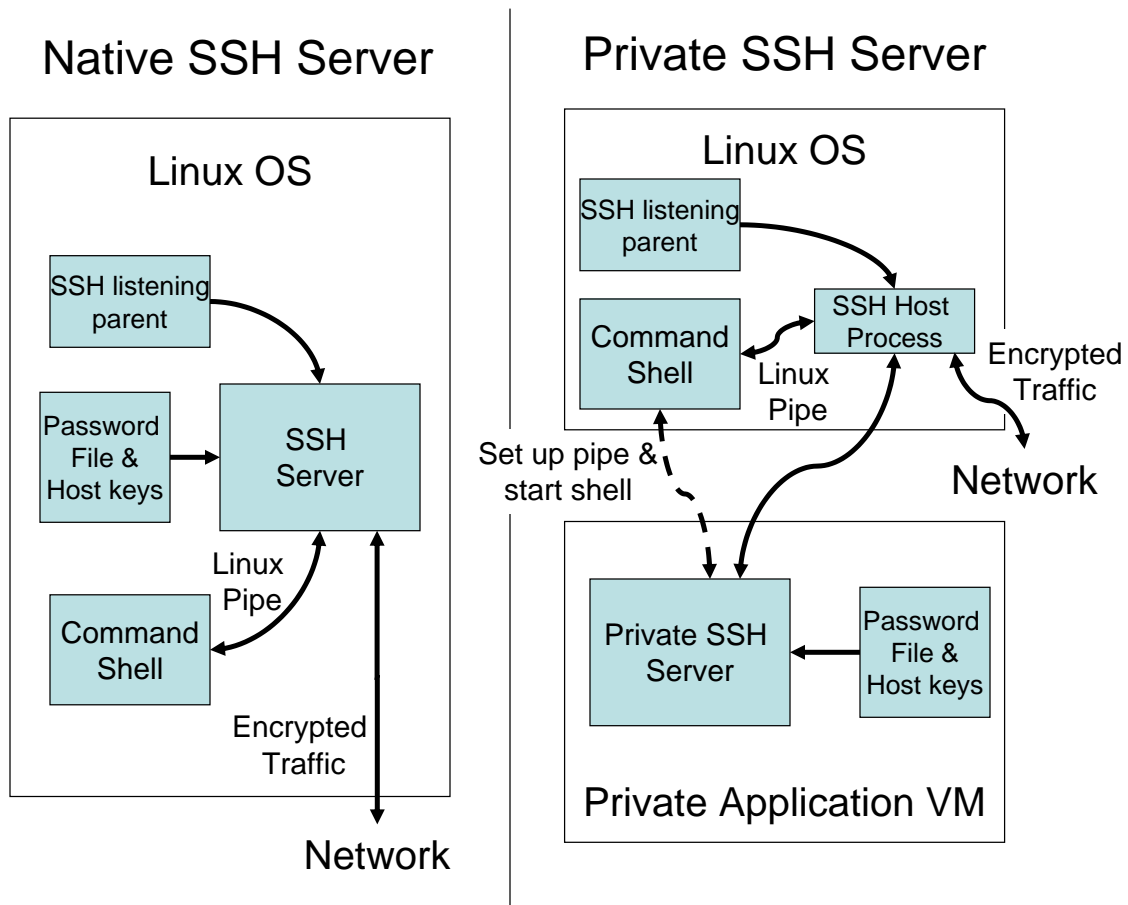 Native SSH Server
Linux OS
SSH listening
parent
Password
File &
Host keys
SSH
Server
Linux
Pipe
Command
Shell
Encrypted
Traffic
Network
Private SSH Server
Linux OS
SSH listening
parent
SSH Host
Process
Command
Shell
Linux
Pipe
Encrypted
Traffic
Set up pipe &
start shell
Network
Private SSH
Server
Password
File &
Host keys
Private Application VM